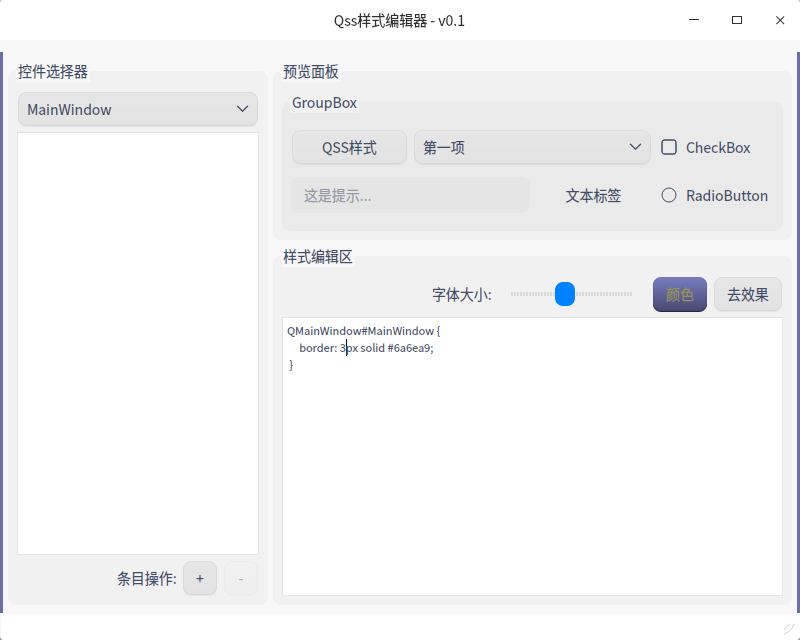 Qss样式编辑器 - v0.1
控件选择器
MainWindow
条目操作:
+
-
预览面板
GroupBox
QSS样式
第一项
CheckBox
这是提示...
文本标签
RadioButton
样式编辑区
字体大小:
颜色
去效果
QMainWindow#MainWindow {
border: 3px solid #6a6ea9;
}